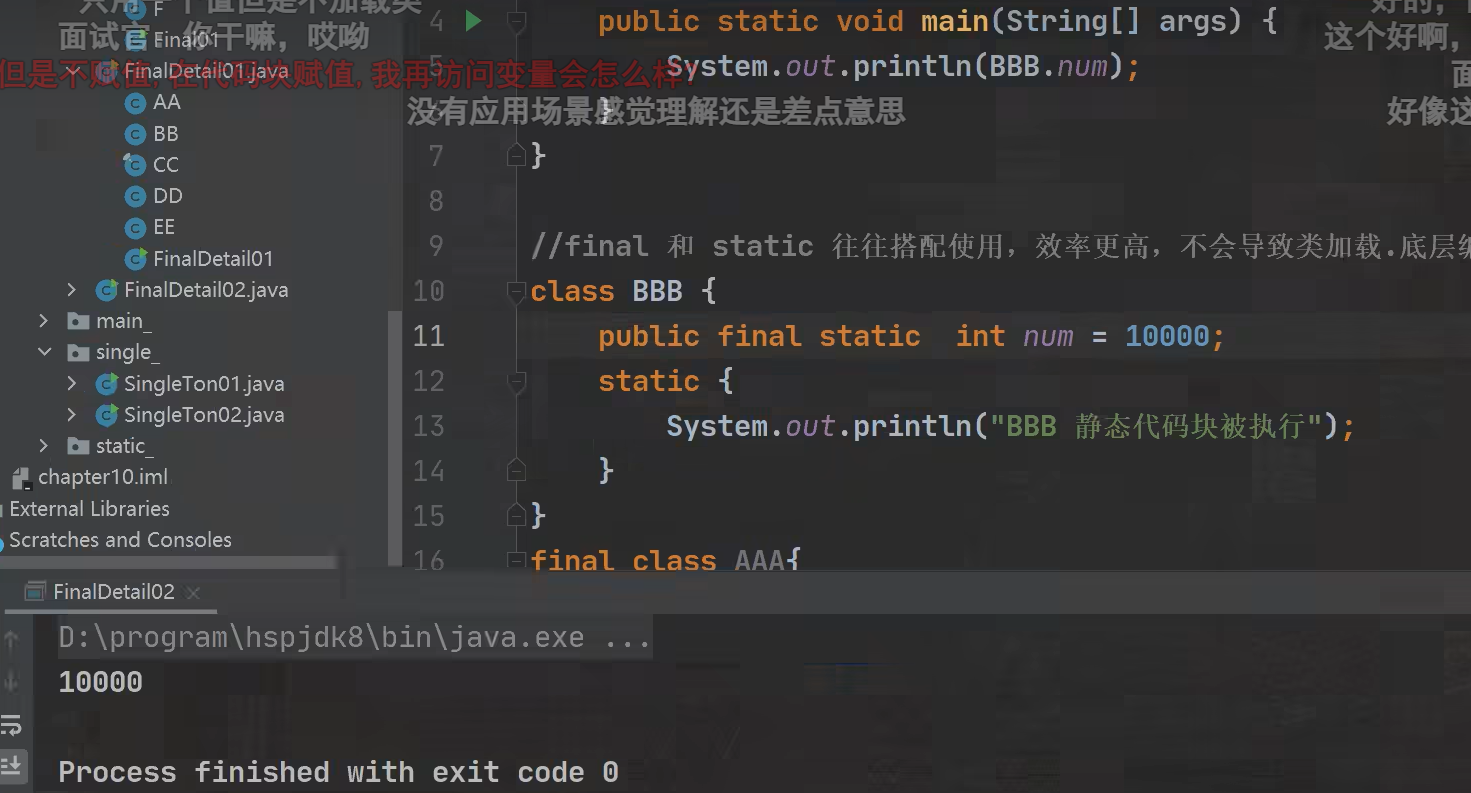 只用一个值但是不加载类
面试官：你干嘛，哎呦
但是不赋值, 在代码块赋值, 我再访问变量会怎么样?
没有应用场景感觉理解还是差点意思
好的，
这个好啊，
面
好像这
F
Final01
FinalDetail01.java
AA
BB
CC
DD
EE
FinalDetail01
FinalDetail02.java
main_
single_
SingleTon01.java
SingleTon02.java
static_
chapter10.iml
External Libraries
Scratches and Consoles
4 public static void main(String[] args) {
5 System.out.println(BBB.num);
}
7 }
8
9 //final 和 static 往往搭配使用，效率更高，不会导致类加载.底层编
10 class BBB {
11 public final static  int num = 10000;
12 static {
13 System.out.println("BBB 静态代码块被执行");
14 }
15 }
16 final class AAA{
FinalDetail02
D:\program\hspjdk8\bin\java.exe ...
10000
Process finished with exit code 0